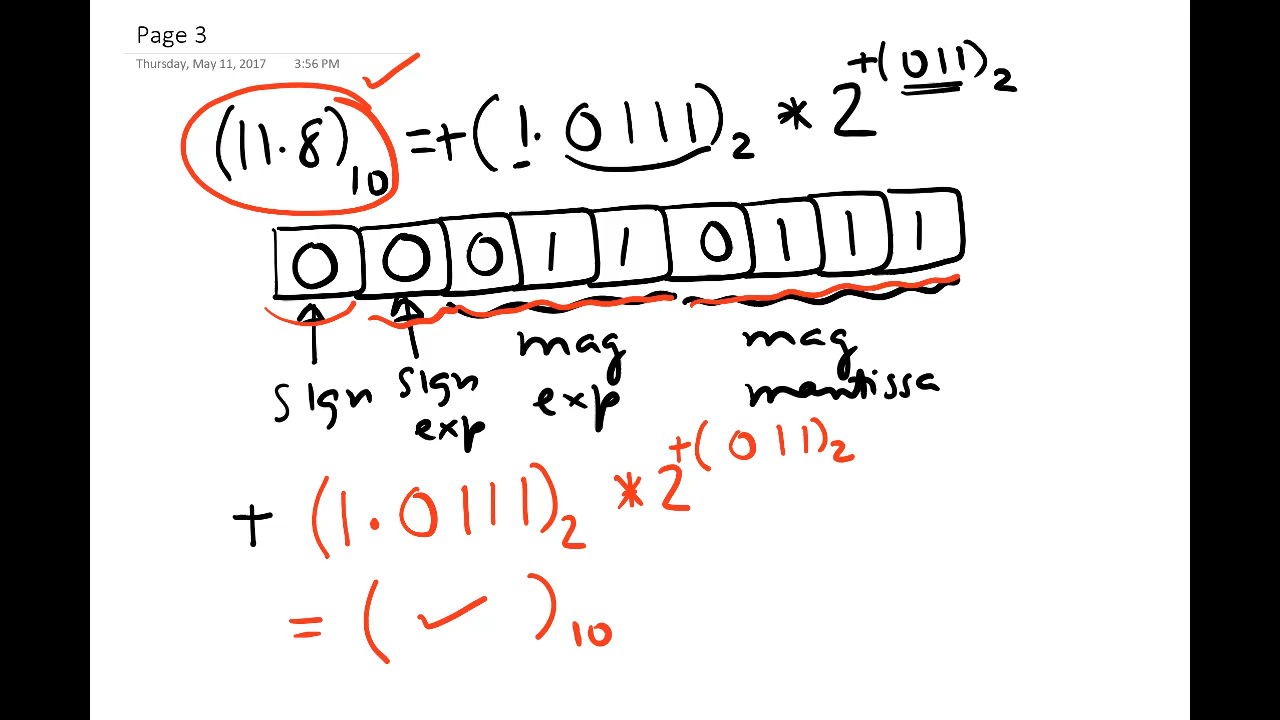 Page 3
Thursday, May 11, 2017 3:56 PM
(11.8)₁₀ = +(1.0111)₂ * 2^+(011)₂
0 0 0 1 1 0 1 1 1
sign sign exp mag exp mag mantissa
+ (1.0111)₂ * 2^+(011)₂
= ( ✓ )₁₀